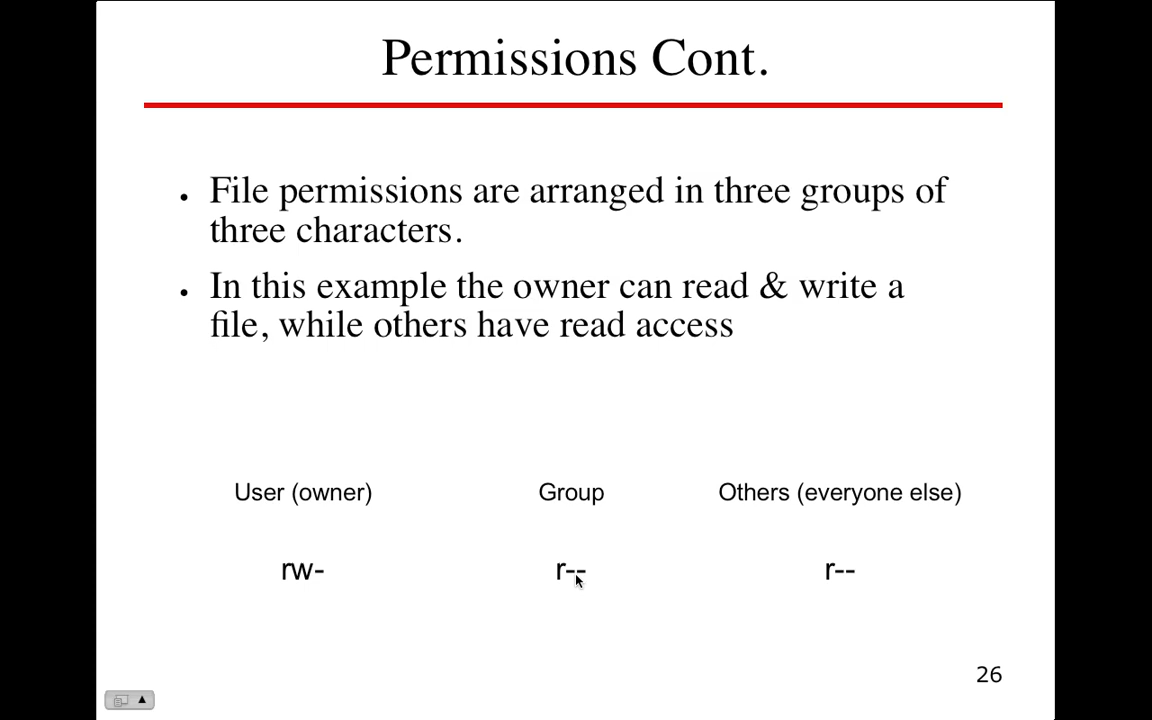 Permissions Cont.
• File permissions are arranged in three groups of
three characters.
• In this example the owner can read & write a
file, while others have read access
User (owner) Group Others (everyone else)
rw- r-- r--
26